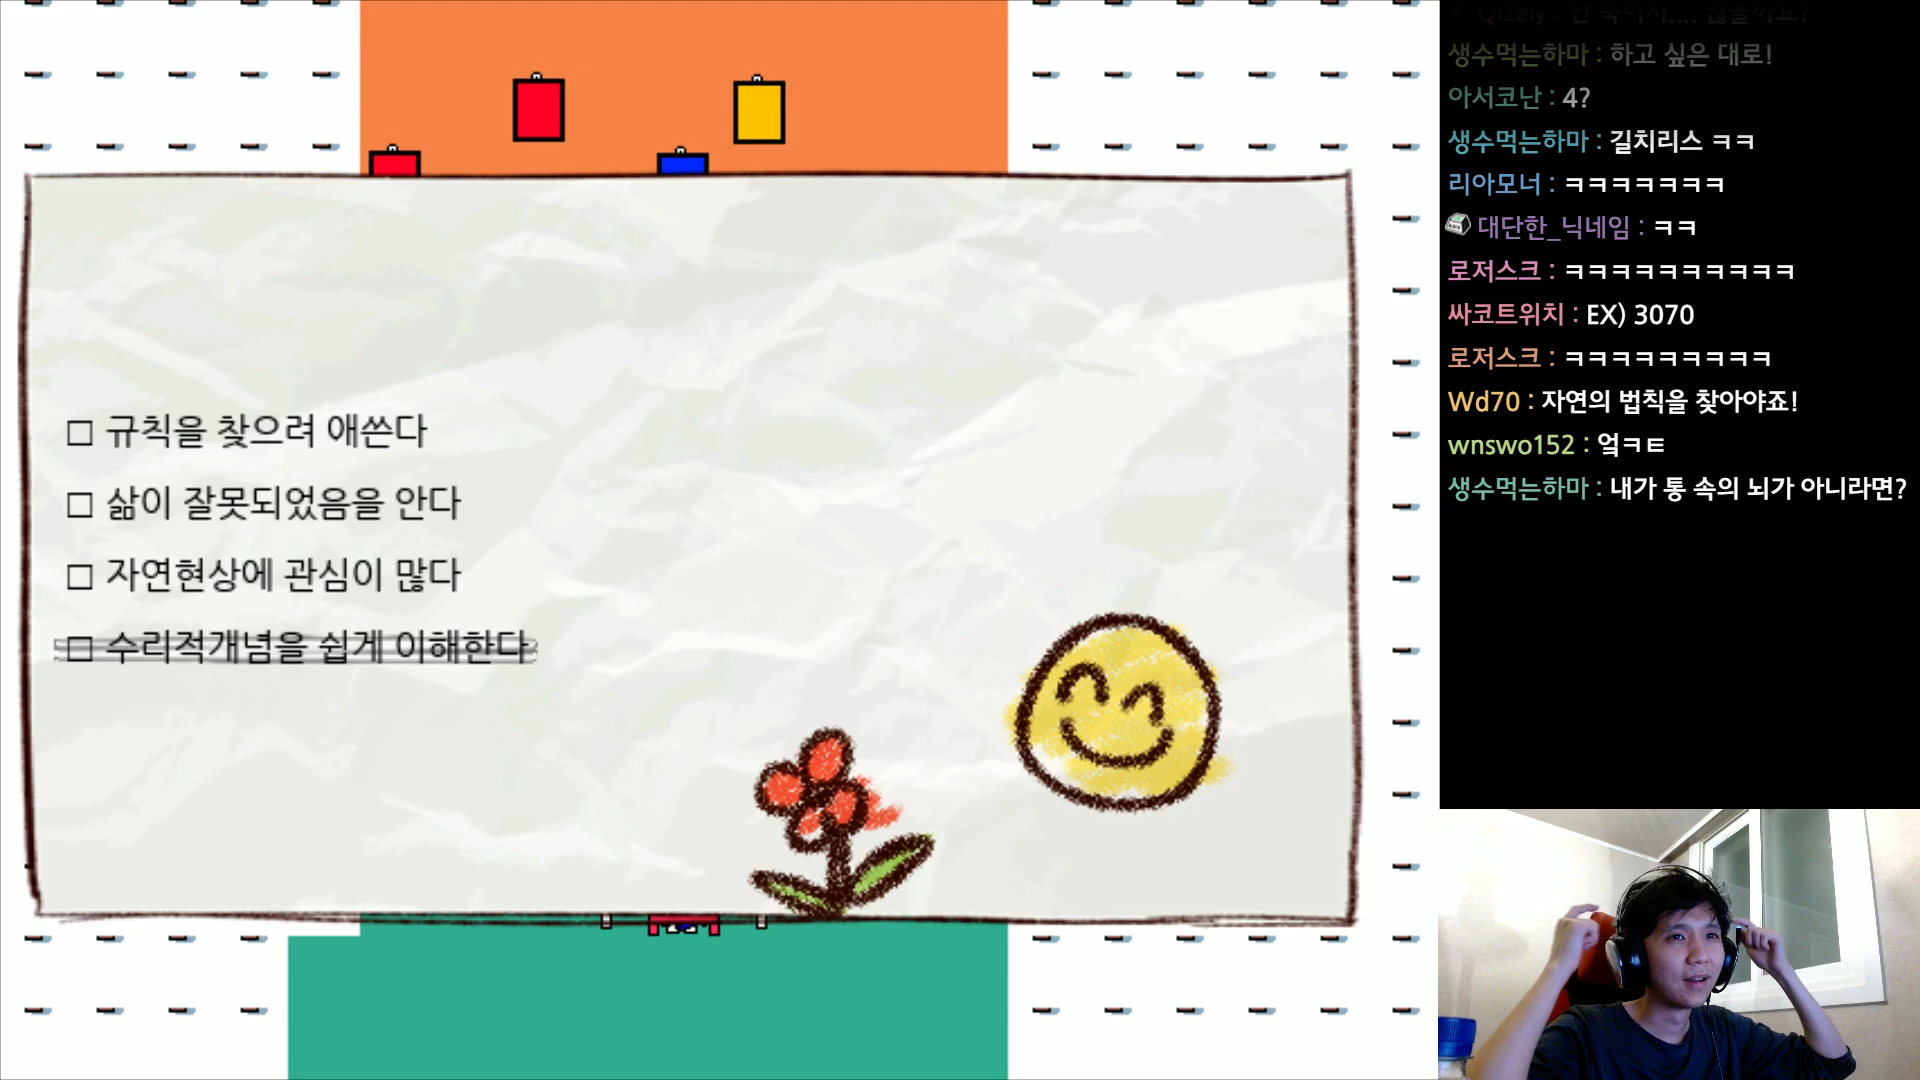 □ 규칙을 찾으려 애쓴다
□ 삶이 잘못되었음을 안다
□ 자연현상에 관심이 많다
□ 수리적개념을 쉽게 이해한다
Qizely :
생수먹는하마 : 하고 싶은 대로!
아서코난 : 4?
생수먹는하마 : 길치리스 ㅋㅋ
리아모너 : ㅋㅋㅋㅋㅋㅋㅋ
대단한_닉네임 : ㅋㅋ
로저스크 : ㅋㅋㅋㅋㅋㅋㅋㅋㅋㅋ
싸코트위치 : EX) 3070
로저스크 : ㅋㅋㅋㅋㅋㅋㅋㅋㅋ
Wd70 : 자연의 법칙을 찾아야죠!
wnswo152 : 엌ㅋㅌ
생수먹는하마 : 내가 통 속의 뇌가 아니라면?